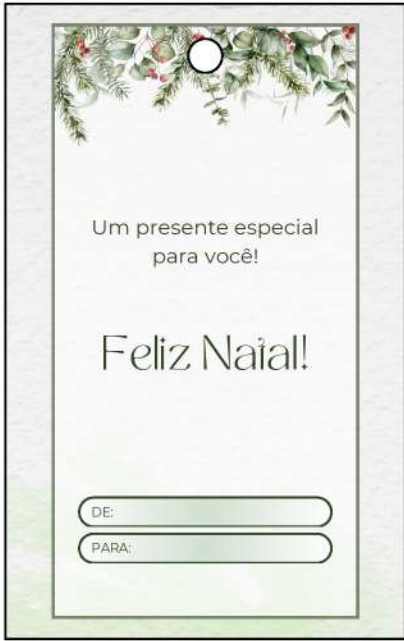 Um presente especial
para você!
Feliz Natal!
DE:
PARA: